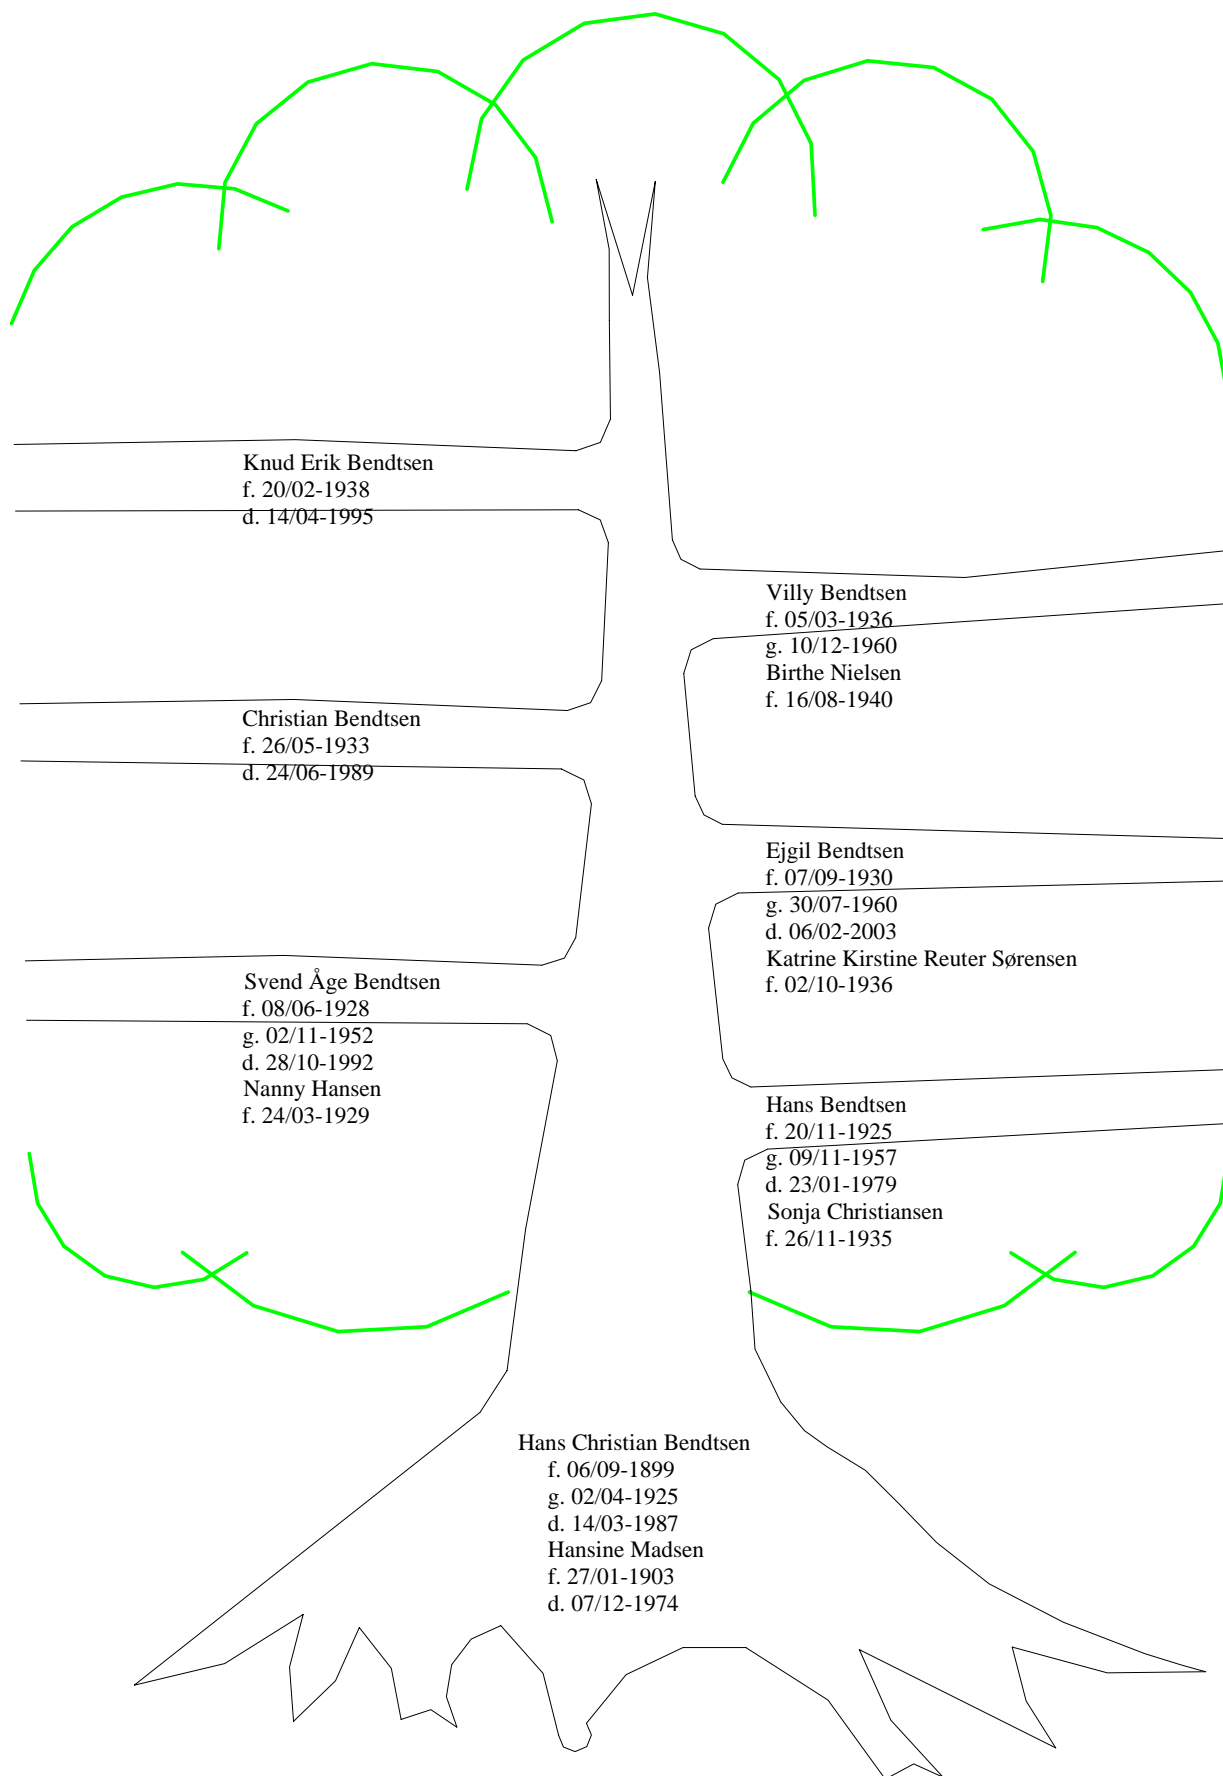 Knud Erik Bendtsen
f. 20/02-1938
d. 14/04-1995
Villy Bendtsen
f. 05/03-1936
g. 10/12-1960
Birthe Nielsen
f. 16/08-1940
Christian Bendtsen
f. 26/05-1933
d. 24/06-1989
Ejgil Bendtsen
f. 07/09-1930
g. 30/07-1960
d. 06/02-2003
Katrine Kirstine Reuter Sørensen
f. 02/10-1936
Svend Åge Bendtsen
f. 08/06-1928
g. 02/11-1952
d. 28/10-1992
Nanny Hansen
f. 24/03-1929
Hans Bendtsen
f. 20/11-1925
g. 09/11-1957
d. 23/01-1979
Sonja Christiansen
f. 26/11-1935
Hans Christian Bendtsen
f. 06/09-1899
g. 02/04-1925
d. 14/03-1987
Hansine Madsen
f. 27/01-1903
d. 07/12-1974